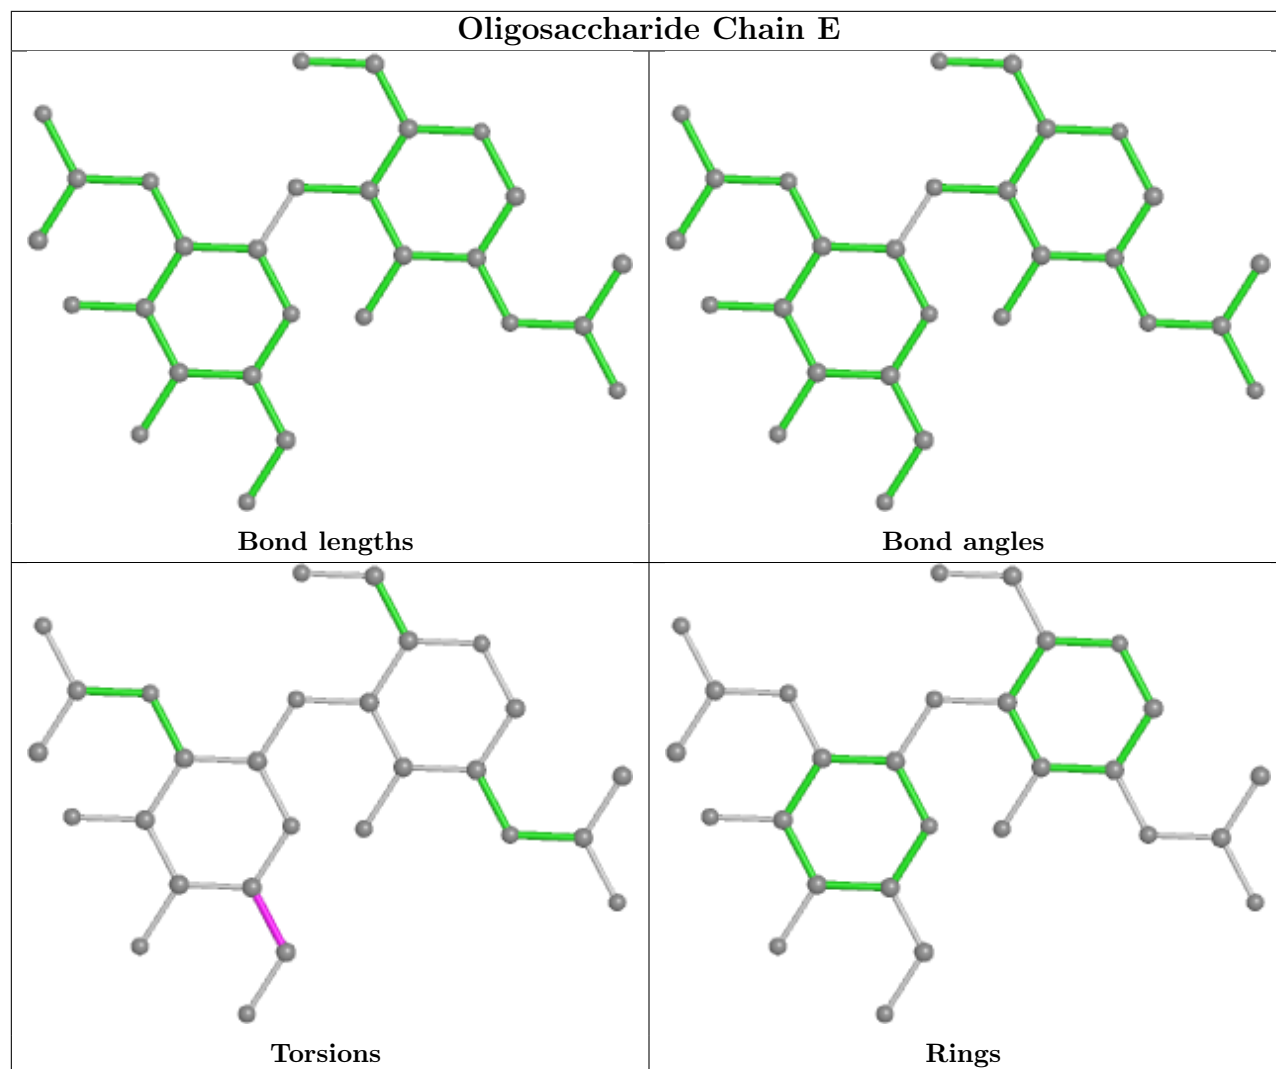 Oligosaccharide Chain E
Bond lengths
Bond angles
Torsions
Rings